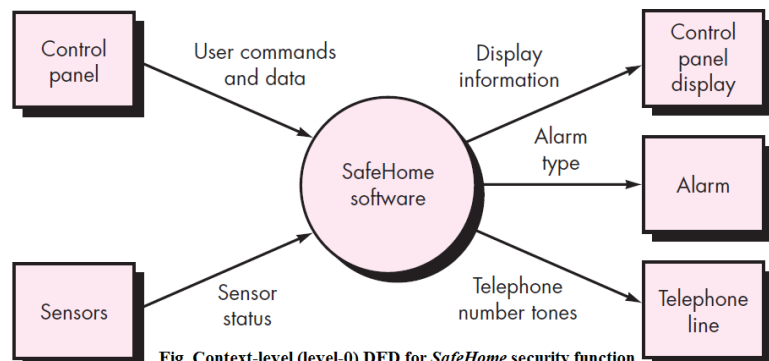 Control
panel
User commands
and data
Display
information
Control
panel
display
SafeHome
software
Alarm
type
Alarm
Sensors
Sensor
status
Telephone
number tones
Telephone
line
Fig. Context-level (level-0) DFD for SafeHome security function